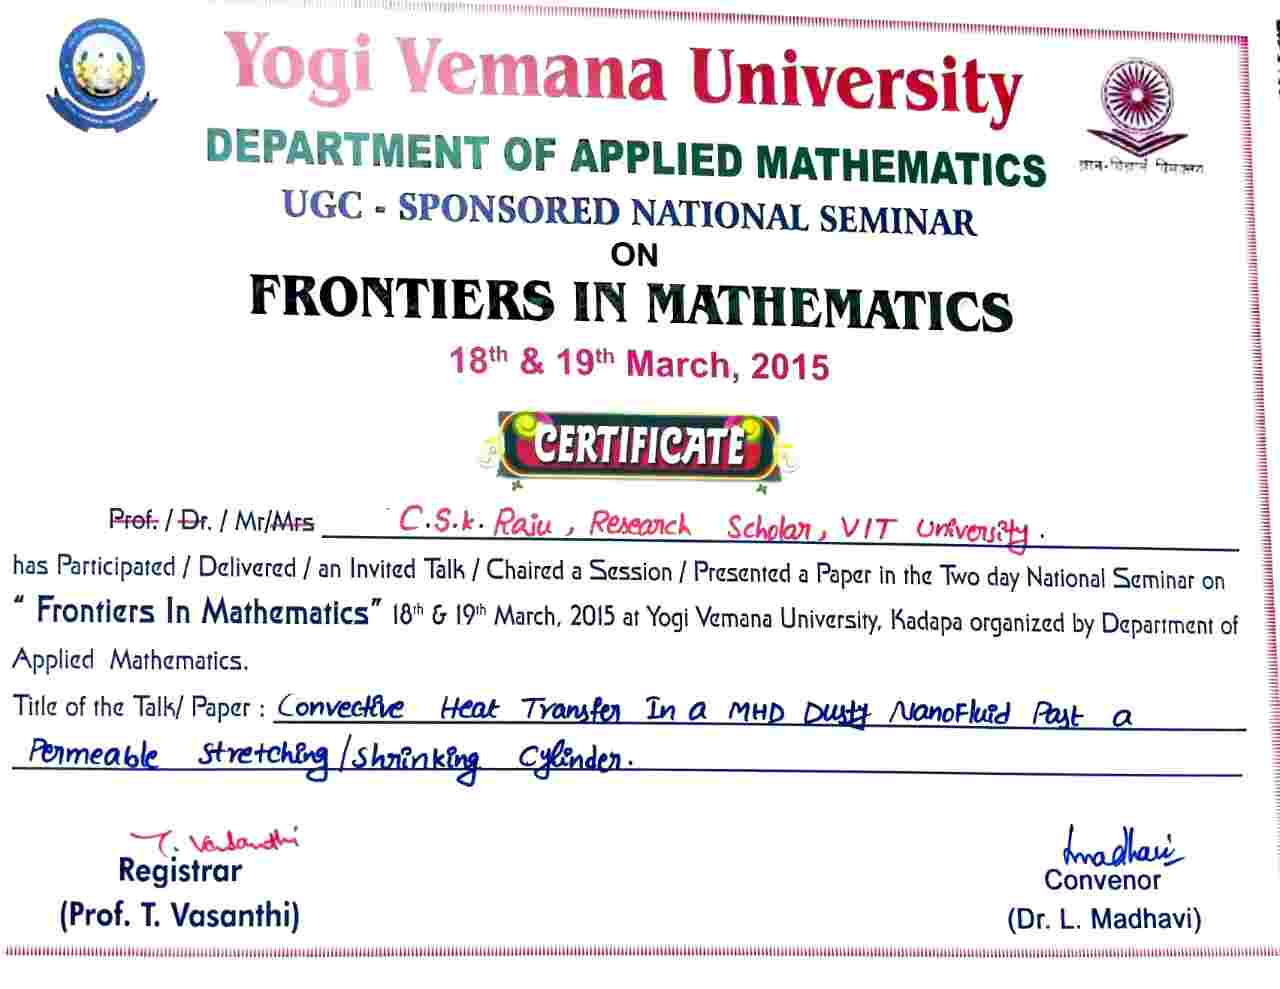 Yogi Vemana University
DEPARTMENT OF APPLIED MATHEMATICS
UGC - SPONSORED NATIONAL SEMINAR
ON
FRONTIERS IN MATHEMATICS
18th & 19th March, 2015
CERTIFICATE
Prof. / Dr. / Mr/Mrs C.S.k. Raju, Research Scholar, VIT University.
has Participated / Delivered / an Invited Talk / Chaired a Session / Presented a Paper in the Two day National Seminar on
“ Frontiers In Mathematics” 18th & 19th March, 2015 at Yogi Vemana University, Kadapa organized by Department of
Applied Mathematics.
Title of the Talk/ Paper : Convective Heat Transfer In a MHD Dusty NanoFluid Past a
Permeable Stretching/Shrinking Cylinder.
T. Vasanthi
Registrar
(Prof. T. Vasanthi)
Lmadhavi
Convenor
(Dr. L. Madhavi)